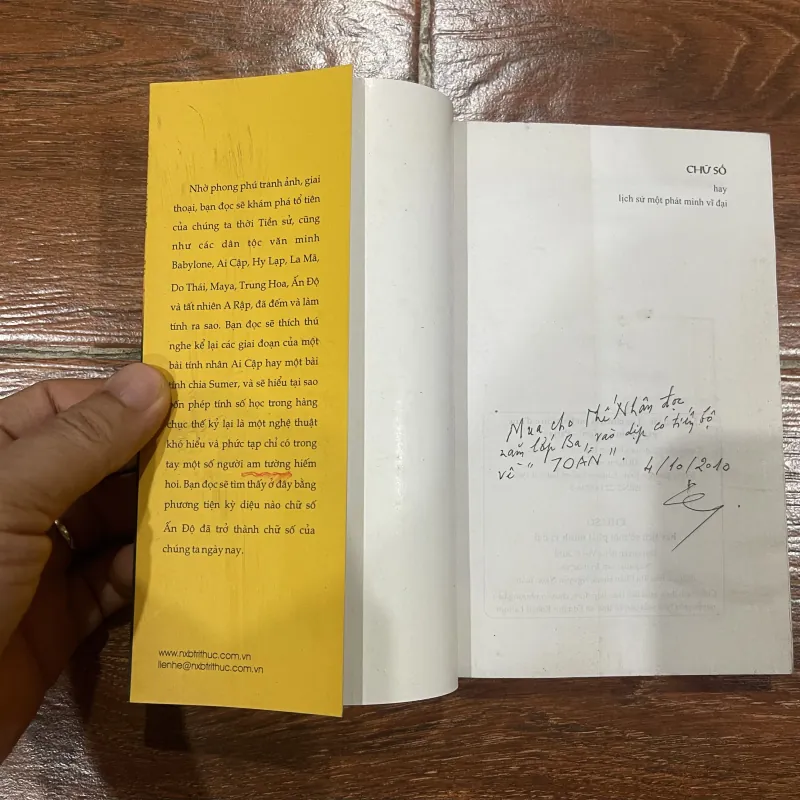 Nhờ phong phú tranh ảnh, giai
thoại, bạn đọc sẽ khám phá tổ tiên
của chúng ta thời Tiền sử, cũng
như các dân tộc văn minh
Babylone, Ai Cập, Hy Lạp, La Mã,
Do Thái, Maya, Trung Hoa, Ấn Độ
và tất nhiên A Rập, đã đếm và làm
tính ra sao. Bạn đọc sẽ thích thú
nghe kể lại các giai đoạn của một
bài tính nhân Ai Cập hay một bài
tính chia Sumer, và sẽ hiểu tại sao
bốn phép tính số học trong hàng
chục thế kỷ lại là một nghệ thuật
khó hiểu và phức tạp chỉ có trong
tay một số người am tường hiếm
hoi. Bạn đọc sẽ tìm thấy ở đây bằng
phương tiện kỳ diệu nào chữ số
Ấn Độ đã trở thành chữ số của
chúng ta ngày nay.
www.nxbtrithuc.com.vn
lienhe@nxbtrithuc.com.vn
CHỮ SỐ
hay
lịch sử một phát minh vĩ đại
Mua cho Thế Nhân đọc
năm lớp Ba, vào dịp có tiến bộ
về "TOÁN".
4/10/2010